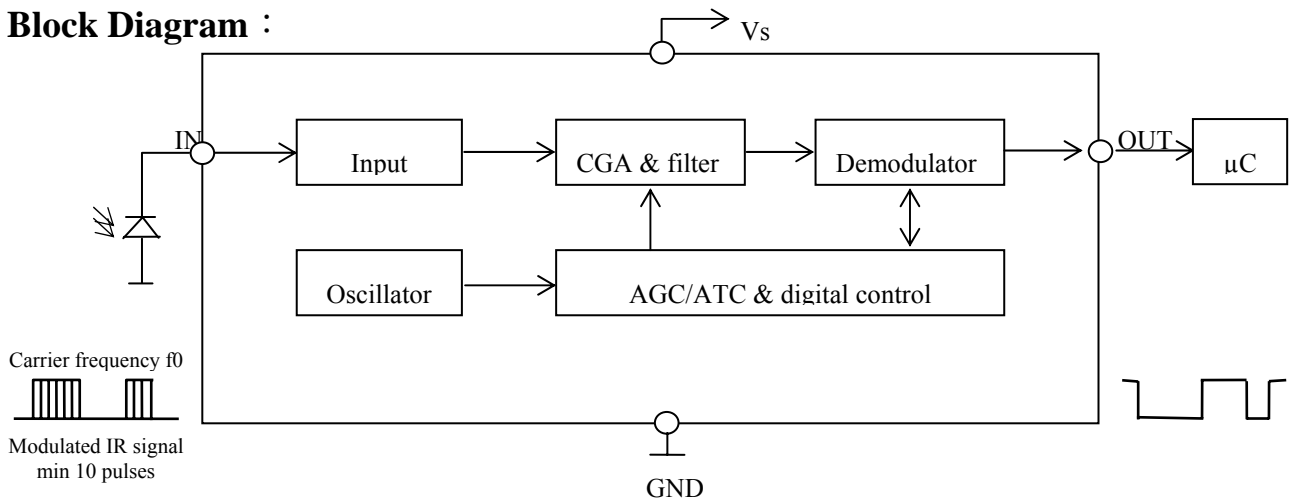 Block Diagram：
Vs
IN
Input
CGA & filter
Demodulator
OUT
µC
Oscillator
AGC/ATC & digital control
Carrier frequency f0
Modulated IR signal
min 10 pulses
GND